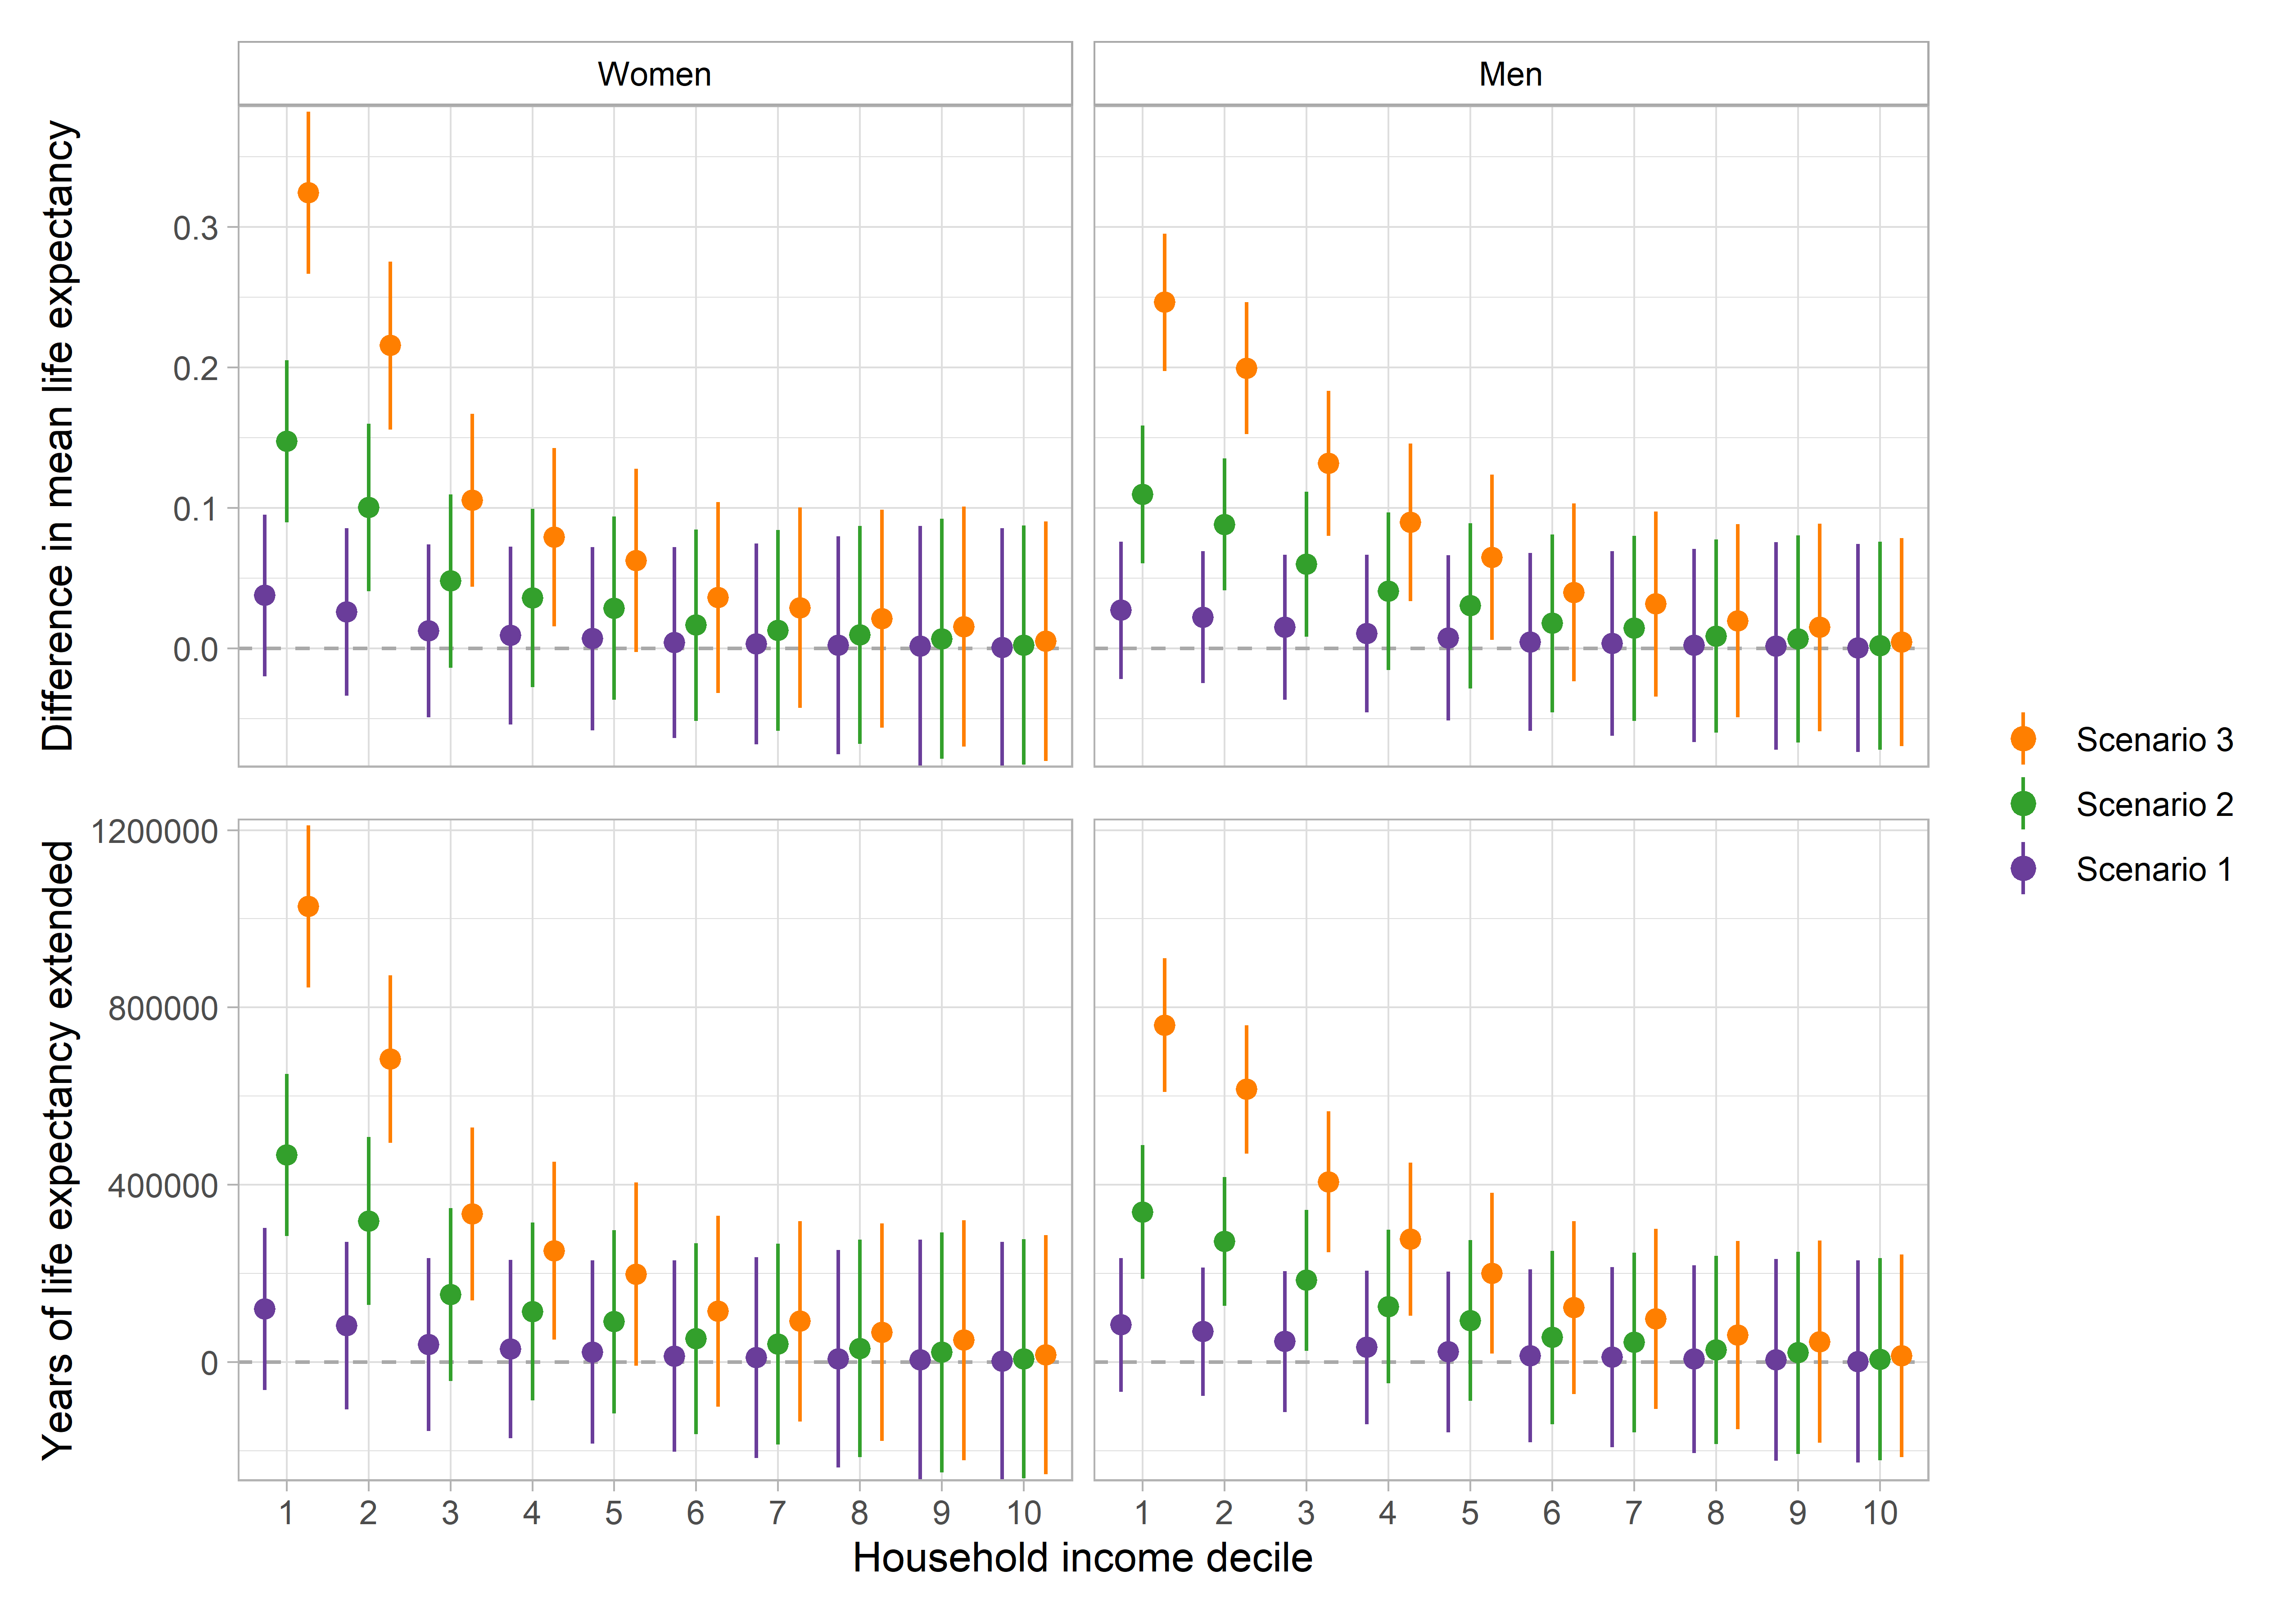 Women
Men
Difference in mean life expectancy
0.3
0.2
0.1
0.0
Scenario 3
Scenario 2
Scenario 1
Years of life expectancy extended
1200000
800000
400000
0
1 2 3 4 5 6 7 8 9 10
1 2 3 4 5 6 7 8 9 10
Household income decile